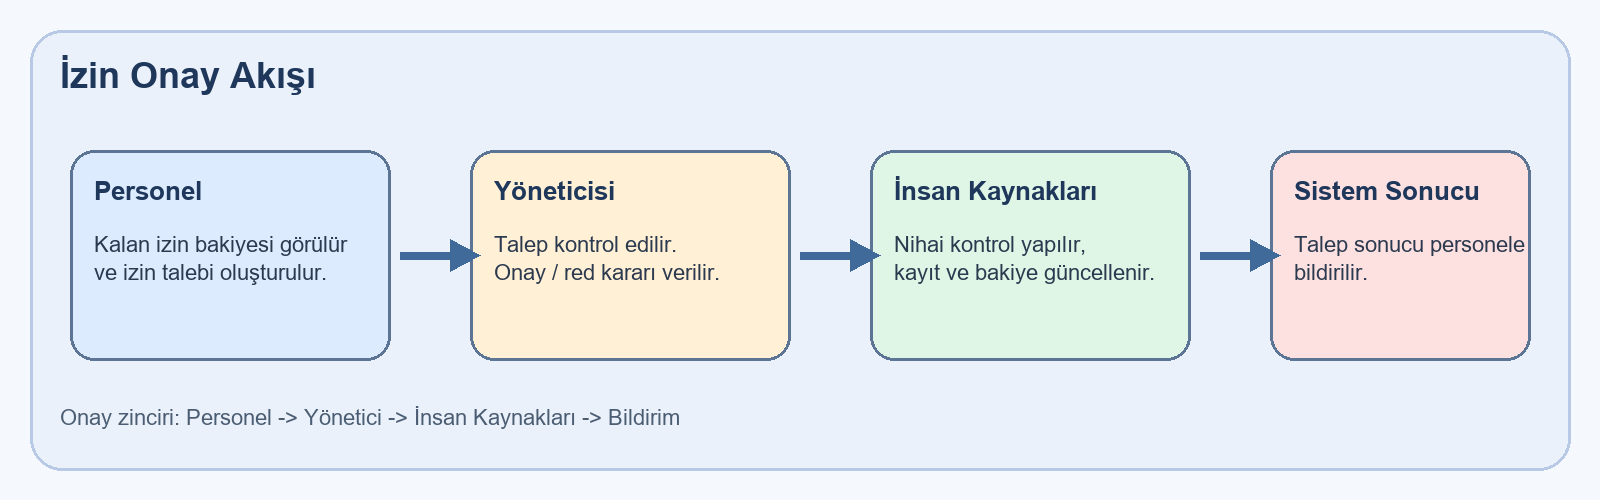 İzin Onay Akışı
Personel
Kalan izin bakiyesi görülür
ve izin talebi oluşturulur.
Yöneticisi
Talep kontrol edilir.
Onay / red kararı verilir.
İnsan Kaynakları
Nihai kontrol yapılır,
kayıt ve bakiye güncellenir.
Sistem Sonucu
Talep sonucu personele
bildirilir.
Onay zinciri: Personel -> Yönetici -> İnsan Kaynakları -> Bildirim